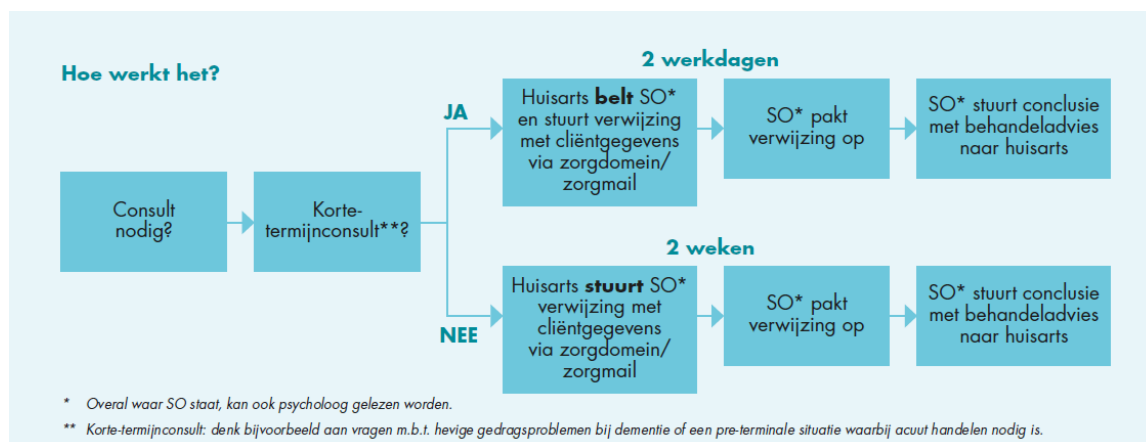 Hoe werkt het?
Consult
nodig?
Korte-
termijnconsult**?
JA
2 werkdagen
Huisarts belt SO*
en stuurt verwijzing
met cliëntgegevens
via zorgdomein/
zorgmail
SO* pakt
verwijzing op
SO* stuurt conclusie
met behandeladvies
naar huisarts
NEE
2 weken
Huisarts stuurt SO*
verwijzing met
cliëntgegevens
via zorgdomein/
zorgmail
SO* pakt
verwijzing op
SO* stuurt conclusie
met behandeladvies
naar huisarts
* Overal waar SO staat, kan ook psycholoog gelezen worden.
** Korte-termijnconsult: denk bijvoorbeeld aan vragen m.b.t. hevige gedragsproblemen bij dementie of een pre-terminale situatie waarbij acuut handelen nodig is.